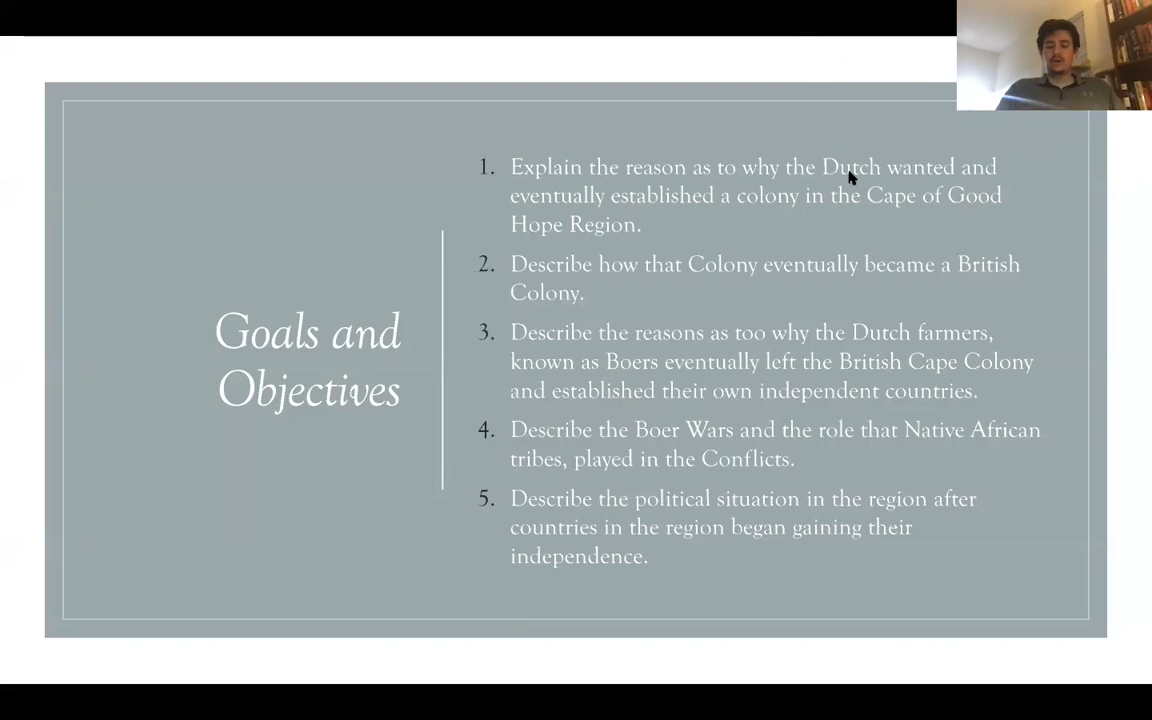 Goals and
Objectives
1. Explain the reason as to why the Dutch wanted and
eventually established a colony in the Cape of Good
Hope Region.
2. Describe how that Colony eventually became a British
Colony.
3. Describe the reasons as too why the Dutch farmers,
known as Boers eventually left the British Cape Colony
and established their own independent countries.
4. Describe the Boer Wars and the role that Native African
tribes, played in the Conflicts.
5. Describe the political situation in the region after
countries in the region began gaining their
independence.